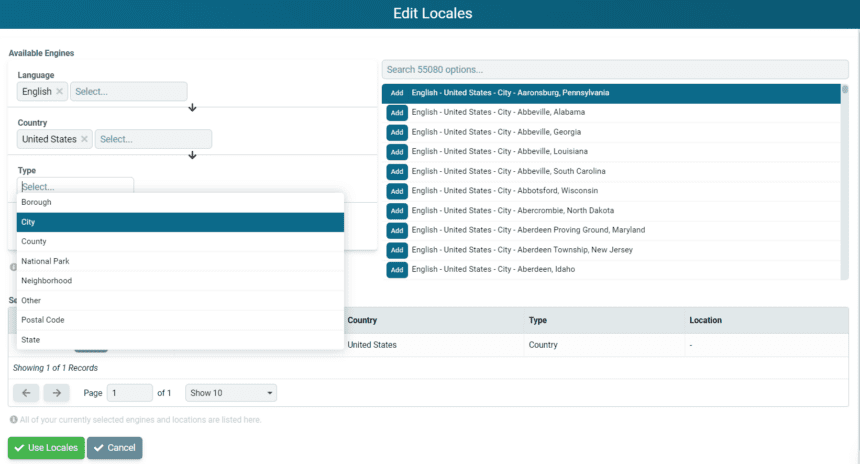 Edit Locales
Available Engines
Language
English ×
Select...
Country
United States ×
Select...
Type
Select...
Borough
City
County
National Park
Neighborhood
Other
Postal Code
State
Search 55080 options...
Add English - United States - City - Aaronsburg, Pennsylvania
Add English - United States - City - Abbeville, Alabama
Add English - United States - City - Abbeville, Georgia
Add English - United States - City - Abbeville, Louisiana
Add English - United States - City - Abbeville, South Carolina
Add English - United States - City - Abbotsford, Wisconsin
Add English - United States - City - Abercrombie, North Dakota
Add English - United States - City - Aberdeen Proving Ground, Maryland
Add English - United States - City - Aberdeen Township, New Jersey
Add English - United States - City - Aberdeen, Idaho
Country Type Location
United States Country -
Showing 1 of 1 Records
Page 1 of 1 Show 10
All of your currently selected engines and locations are listed here.
Use Locales Cancel